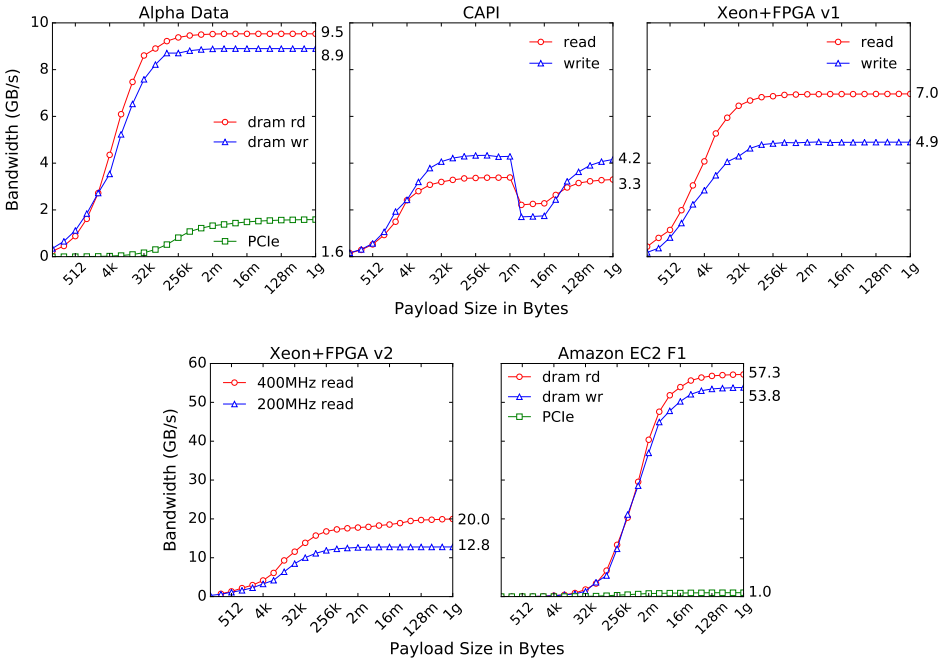 Alpha Data
CAPI
Xeon+FPGA v1
Bandwidth (GB/s)
10
8
6
4
2
0
dram rd
dram wr
PCIe
9.5
8.9
1.6
read
write
4.2
3.3
read
write
7.0
4.9
512 4k 32k 256k 2m 16m 128m 1g
512 4k 32k 256k 2m 16m 128m 1g
512 4k 32k 256k 2m 16m 128m 1g
Payload Size in Bytes
Xeon+FPGA v2
Amazon EC2 F1
Bandwidth (GB/s)
60
50
40
30
20
10
0
400MHz read
200MHz read
20.0
12.8
dram rd
dram wr
PCIe
57.3
53.8
1.0
512 4k 32k 256k 2m 16m 128m 1g
512 4k 32k 256k 2m 16m 128m 1g
Payload Size in Bytes